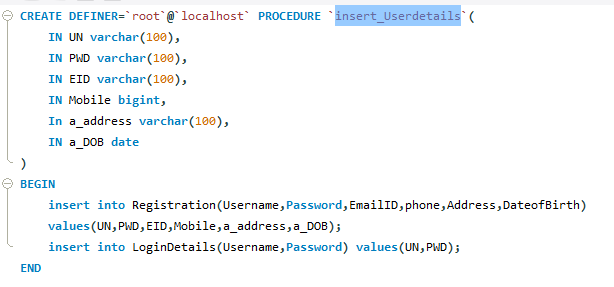 CREATE DEFINER=`root`@`localhost` PROCEDURE `insert_Userdetails`(
IN UN varchar(100),
IN PWD varchar(100),
IN EID varchar(100),
IN Mobile bigint,
In a_address varchar(100),
IN a_DOB date
)
BEGIN
insert into Registration(Username,Password,EmailID,phone,Address,DateofBirth)
values(UN,PWD,EID,Mobile,a_address,a_DOB);
insert into LoginDetails(Username,Password) values(UN,PWD);
END